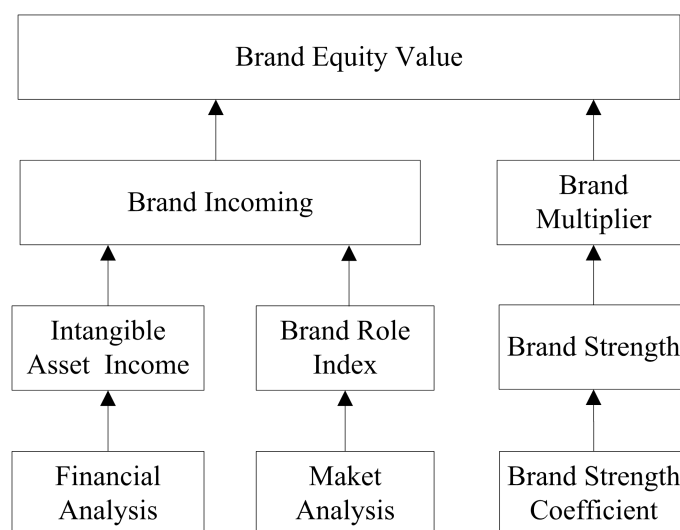 Brand Equity Value
Brand Incoming
Brand
Multiplier
Intangible
Asset Income
Brand Role
Index
Brand Strength
Financial
Analysis
Maket
Analysis
Brand Strength
Coefficient